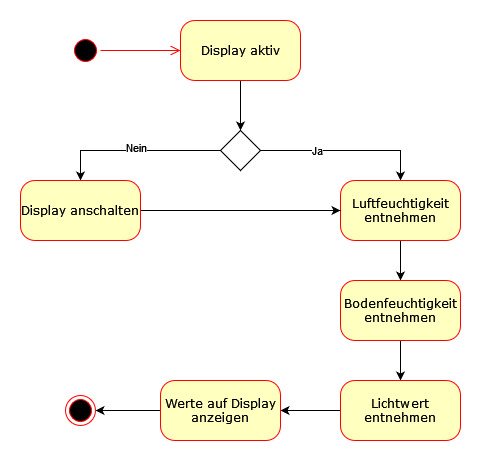 Display aktiv
Nein
Ja
Display anschalten
Luftfeuchtigkeit
entnehmen
Bodenfeuchtigkeit
entnehmen
Werte auf Display
anzeigen
Lichtwert
entnehmen